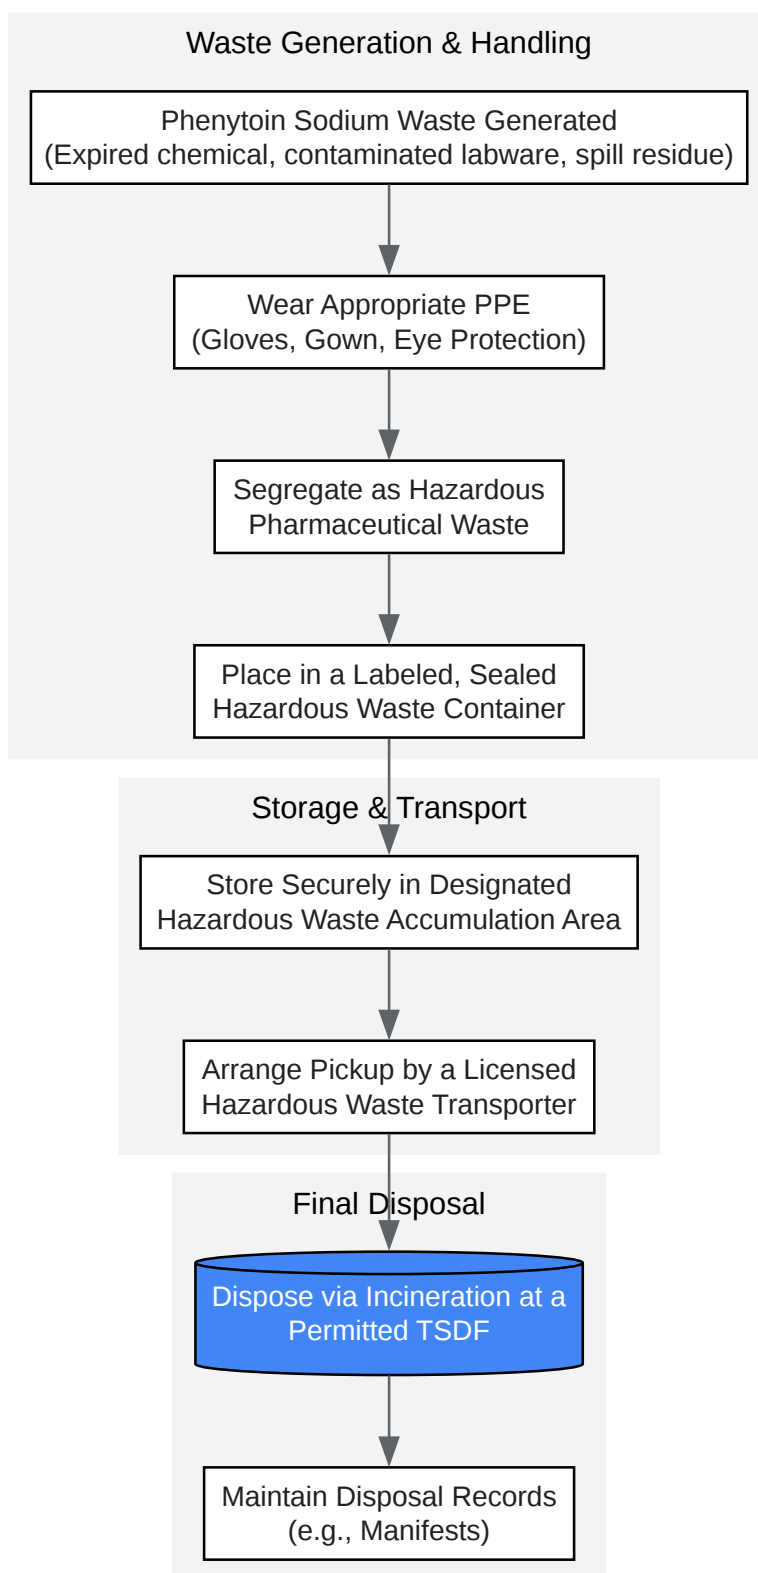 Waste Generation & Handling
Phenytoin Sodium Waste Generated
(Expired chemical, contaminated labware, spill residue)
Wear Appropriate PPE
(Gloves, Gown, Eye Protection)
Segregate as Hazardous
Pharmaceutical Waste
Place in a Labeled, Sealed
Hazardous Waste Container
Storage & Transport
Store Securely in Designated
Hazardous Waste Accumulation Area
Arrange Pickup by a Licensed
Hazardous Waste Transporter
Final Disposal
Dispose via Incineration at a
Permitted TSDF
Maintain Disposal Records
(e.g., Manifests)